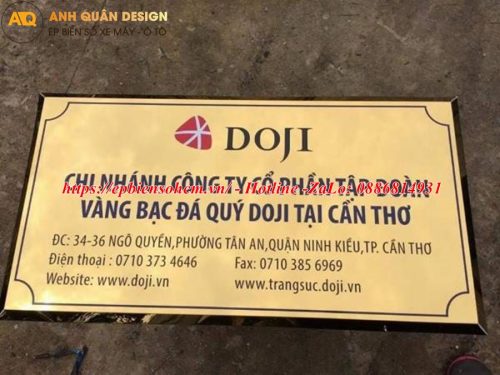 ANH QUÂN DESIGN
ÉP BIỂN SỐ XE MÁY - Ô TÔ
DOJI
CHI NHÁNH CÔNG TY CỔ PHẦN TẬP ĐOÀN
https://epbiensohcm.vn/ - Hotline -ZaLo: 0886814931
VÀNG BẠC ĐÁ QUÝ DOJI TẠI CẦN THƠ
ĐC: 34-36 NGÔ QUYỀN,PHƯỜNG TÂN AN,QUẬN NINH KIỀU,TP. CẦN THƠ
Điện thoại : 0710 373 4646 Fax: 0710 385 6969
Website: www.doji.vn www.trangsuc.doji.vn